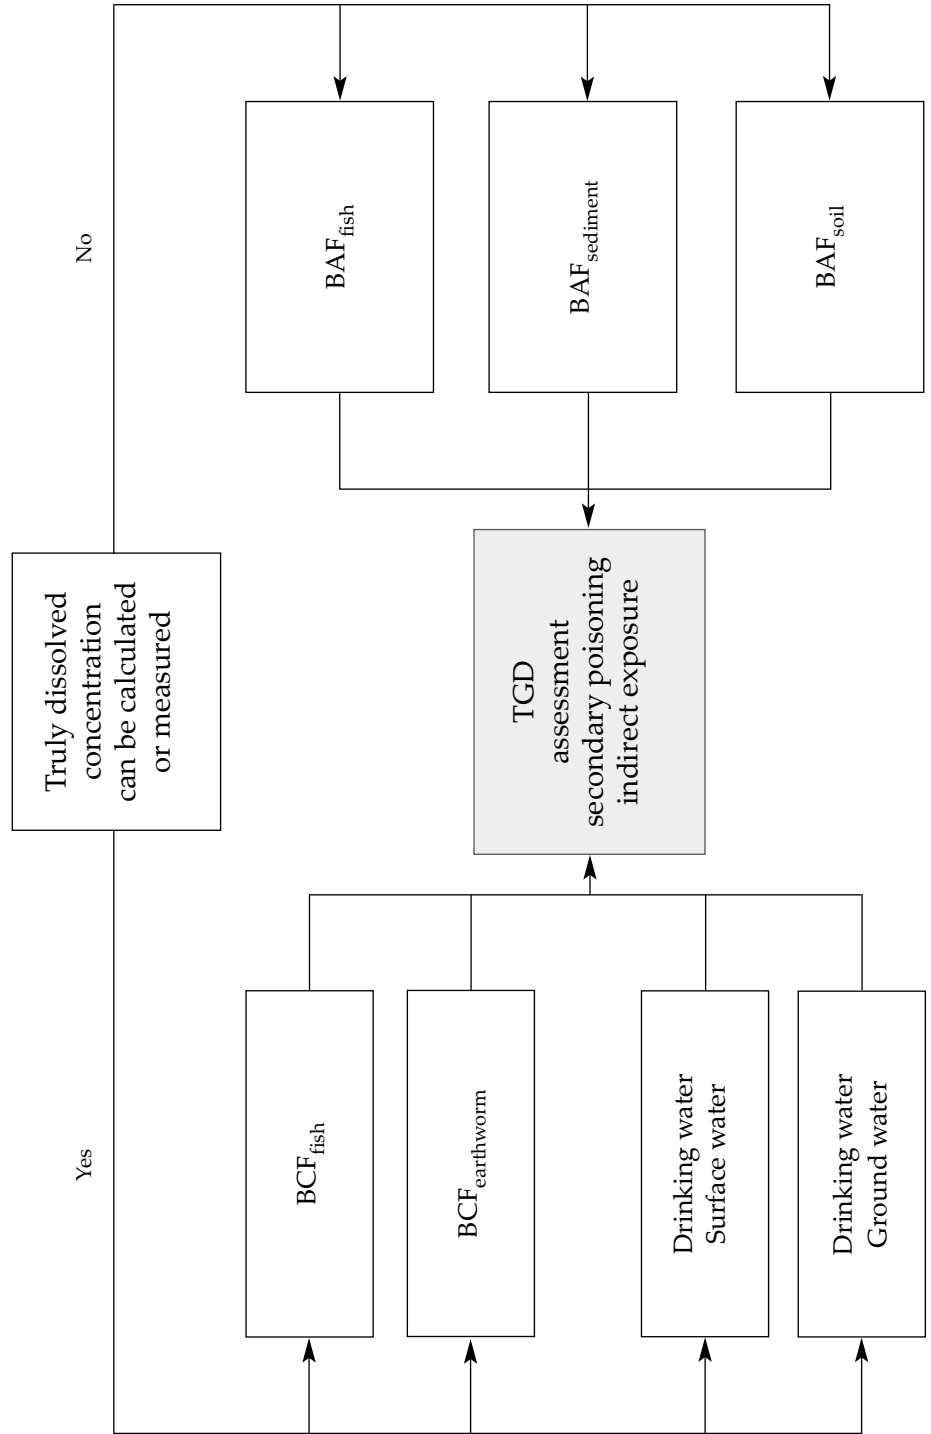 Truly dissolved
concentration
can be calculated
or measured
Yes
No
BCF_fish
BCF_earthworm
Drinking water
Surface water
Drinking water
Ground water
TGD
assessment
secondary poisoning
indirect exposure
BAF_fish
BAF_sediment
BAF_soil